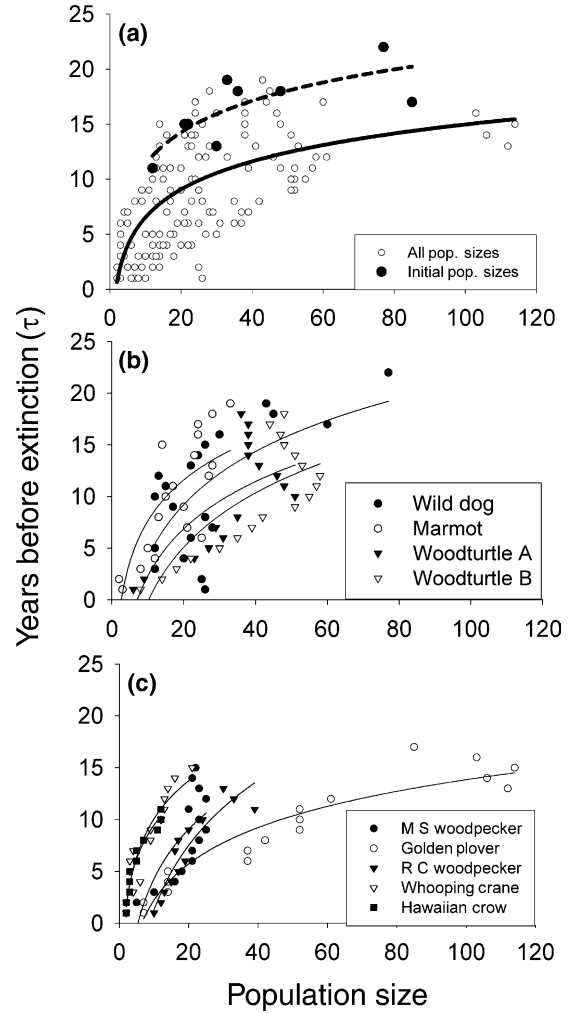 (a)
25
20
15
10
5
0
0 20 40 60 80 100 120
All pop. sizes
Initial pop. sizes
Years before extinction (τ)
(b)
25
20
15
10
5
0
0 20 40 60 80 100 120
Wild dog
Marmot
Woodturtle A
Woodturtle B
(c)
25
20
15
10
5
0
0 20 40 60 80 100 120
M S woodpecker
Golden plover
R C woodpecker
Whooping crane
Hawaiian crow
Population size